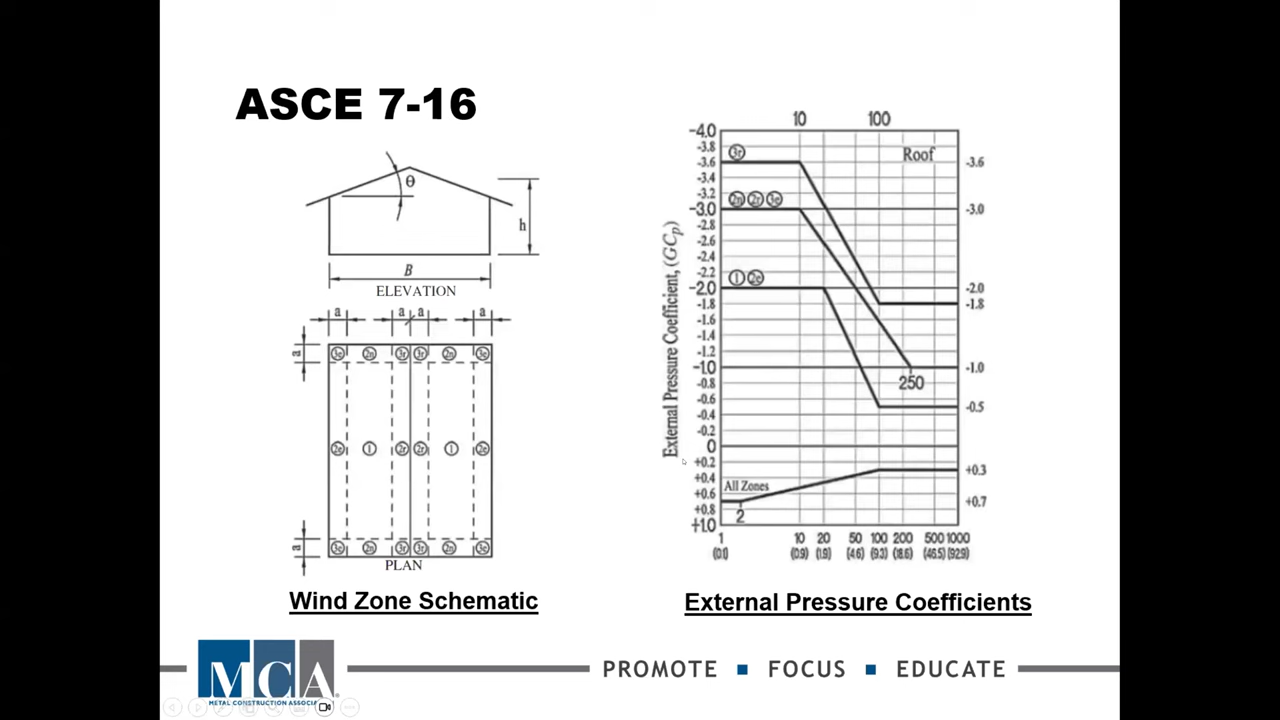 ASCE 7-16
θ
h
B
ELEVATION
a a a a
a
3e 2n 3r 3r 2n 3e
2e 1 2r 2r 1 2e
a
3e 2n 3r 3r 2n 3e
PLAN
Wind Zone Schematic
10 100
Roof
External Pressure Coefficient, (GCp)
-4.0
-3.8
-3.6
-3.4
-3.2
-3.0
-2.8
-2.6
-2.4
-2.2
-2.0
-1.8
-1.6
-1.4
-1.2
-1.0
-0.8
-0.6
-0.4
-0.2
0
+0.2
+0.4
+0.6
+0.8
+1.0
3r
2n 2r 3e
1 2e
250
All Zones
2
-3.6
-3.0
-2.0
-1.8
-1.0
-0.5
+0.3
+0.7
1 10 20 50 100 200 500 1000
(0.1) (0.9) (1.9) (4.6) (9.3) (18.6) (46.5) (92.9)
External Pressure Coefficients
MCA
METAL CONSTRUCTION ASSOCIA
PROMOTE ■ FOCUS ■ EDUCATE